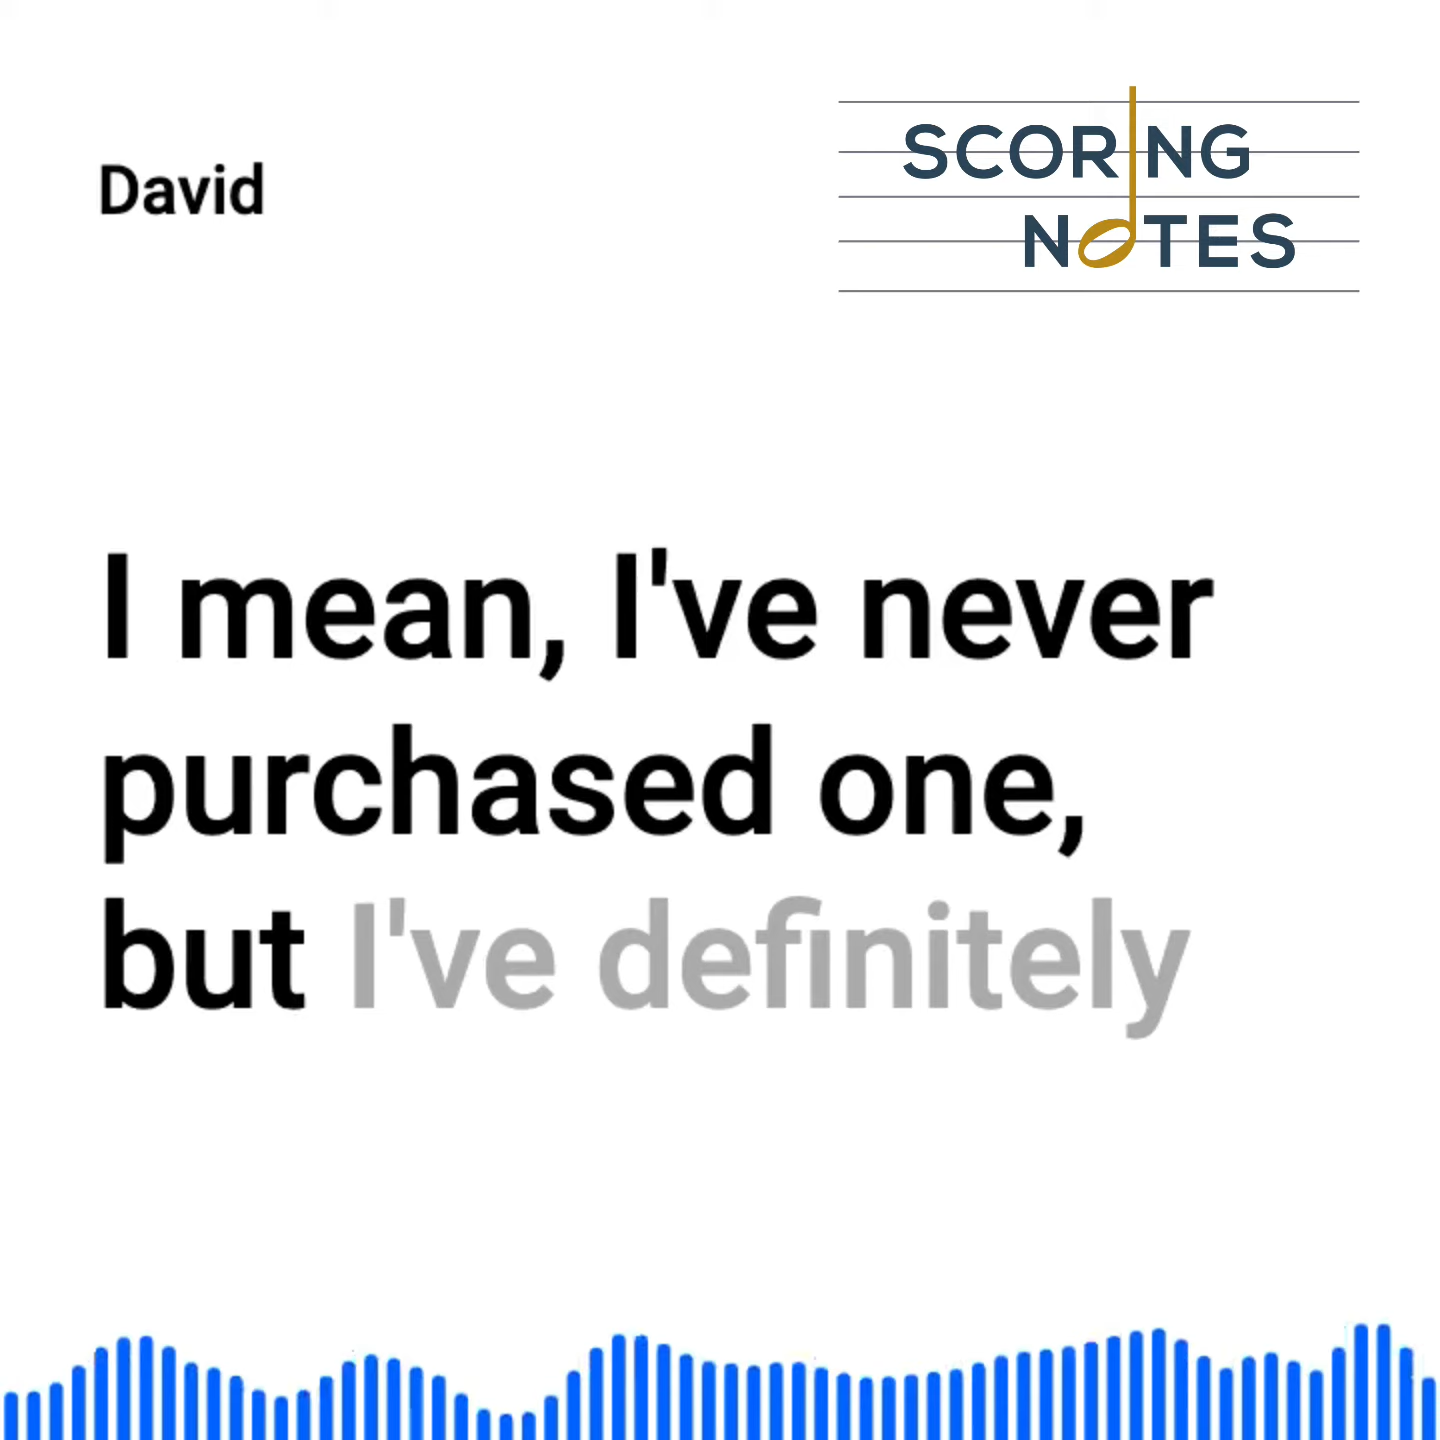 David
SCORING
NOTES
I mean, I've never
purchased one,
but I've definitely